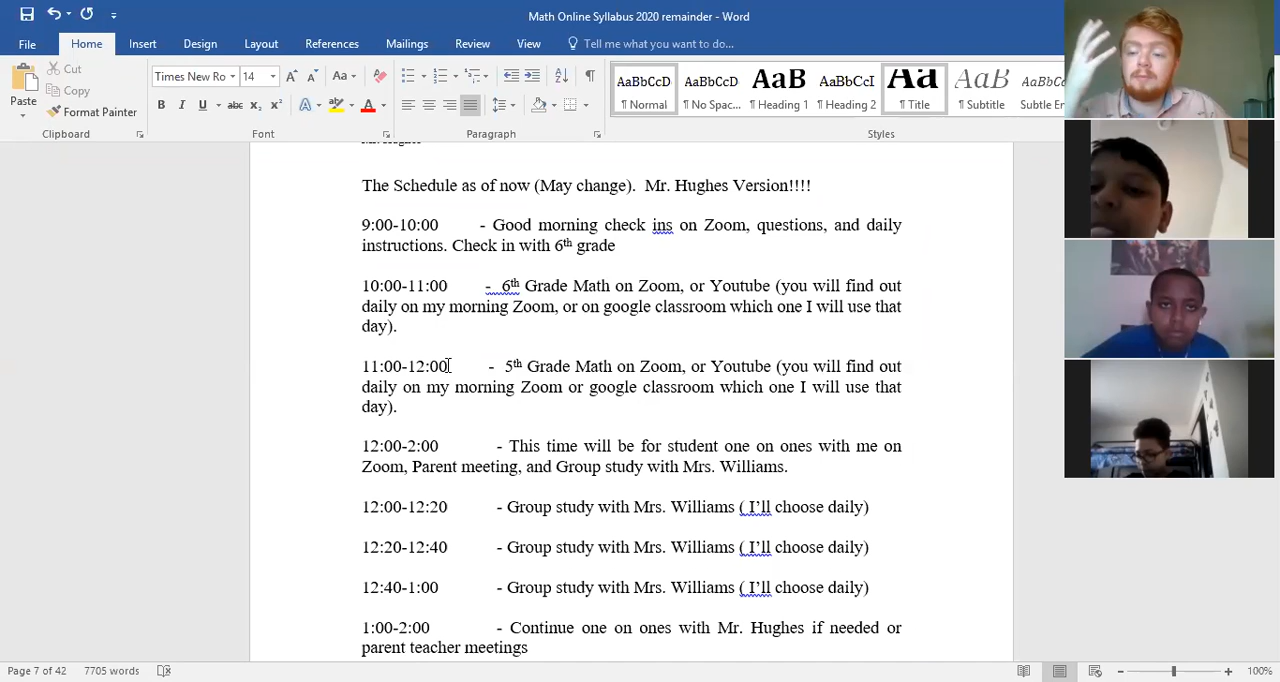 Math Online Syllabus 2020 remainder - Word
File Home Insert Design Layout References Mailings Review View Tell me what you want to do...
Paste
Cut
Copy
Format Painter
Times New Ro 14
Aa
B I U abc x₂ x² A A
AaBbCcD AaBbCcD AaB AaBbCcI AaB AaBbCcD AaBbCcD
¶ Normal ¶ No Spac... ¶ Heading 1 ¶ Heading 2 ¶ Title ¶ Subtitle Subtle En
Clipboard Font Paragraph Styles
The Schedule as of now (May change). Mr. Hughes Version!!!!
9:00-10:00 - Good morning check ins on Zoom, questions, and daily
instructions. Check in with 6th grade
10:00-11:00 - 6th Grade Math on Zoom, or Youtube (you will find out
daily on my morning Zoom, or on google classroom which one I will use that
day).
11:00-12:00 - 5th Grade Math on Zoom, or Youtube (you will find out
daily on my morning Zoom or google classroom which one I will use that
day).
12:00-2:00 - This time will be for student one on ones with me on
Zoom, Parent meeting, and Group study with Mrs. Williams.
12:00-12:20 - Group study with Mrs. Williams ( I'll choose daily)
12:20-12:40 - Group study with Mrs. Williams ( I'll choose daily)
12:40-1:00 - Group study with Mrs. Williams ( I'll choose daily)
1:00-2:00 - Continue one on ones with Mr. Hughes if needed or
parent teacher meetings
Page 7 of 42 7705 words 100%